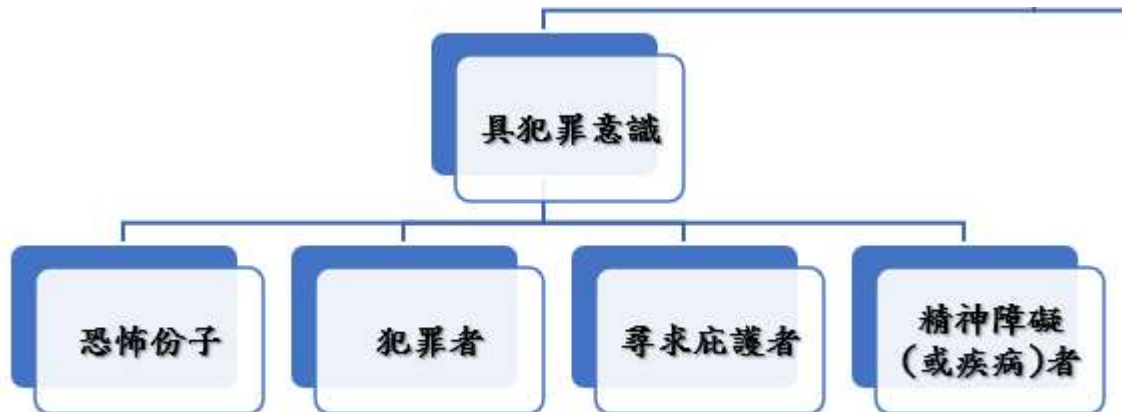 具犯罪意識
恐怖份子
犯罪者
尋求庇護者
精神障礙
(或疾病)者